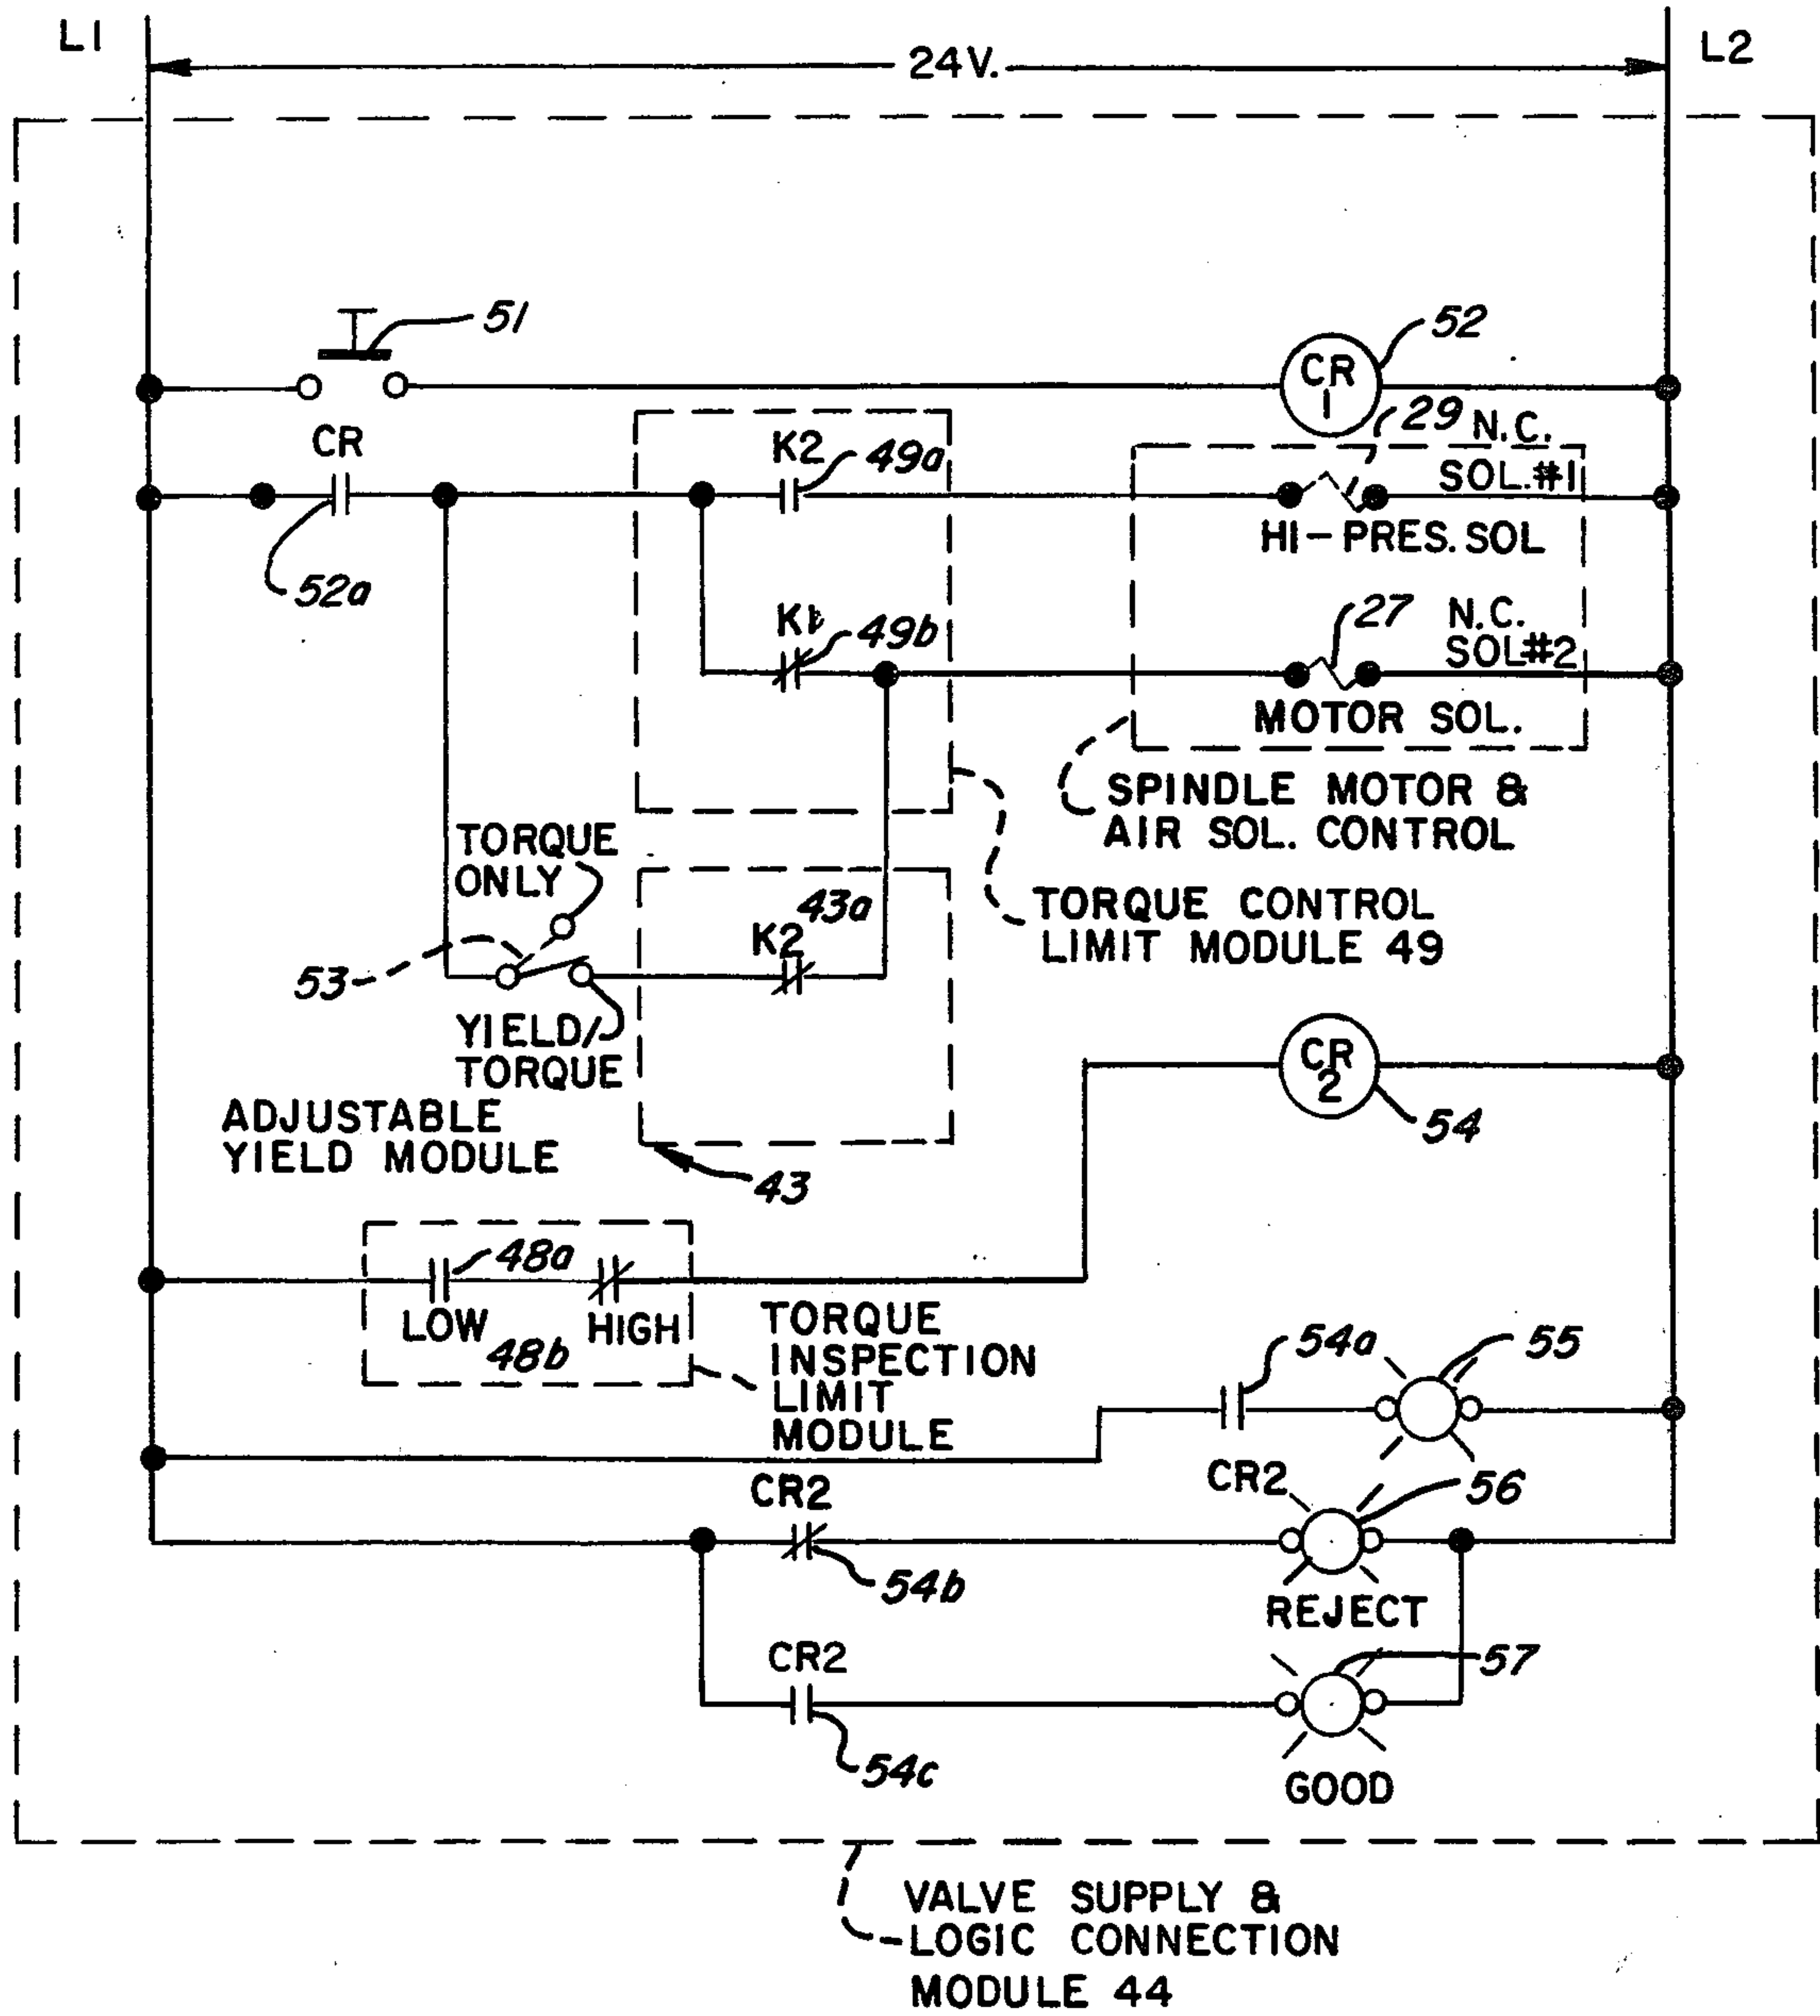 L1
24V.
L2
51
CR
1
52
CR
52a
K2
49a
29
N.C.
SOL.#1
HI-PRES. SOL
K1
49b
27
N.C.
SOL#2
MOTOR SOL.
SPINDLE MOTOR &
AIR SOL. CONTROL
TORQUE
ONLY
43a
K2
TORQUE CONTROL
LIMIT MODULE 49
53
YIELD/
TORQUE
CR
2
54
ADJUSTABLE
YIELD MODULE
43
48a
LOW
HIGH
48b
TORQUE
INSPECTION
LIMIT
MODULE
54a
55
CR2
54b
CR2
56
REJECT
CR2
54c
57
GOOD
VALVE SUPPLY &
LOGIC CONNECTION
MODULE 44